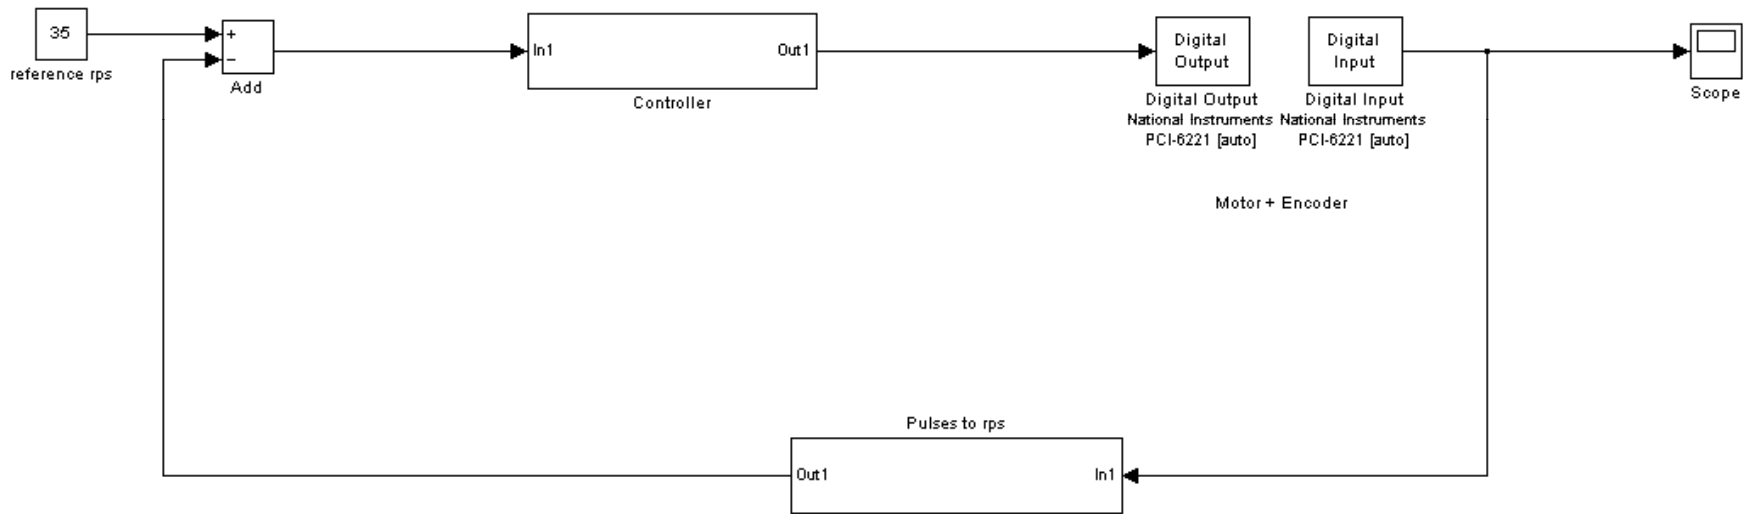 35
reference rps
+
−
Add
In1
Out1
Controller
Digital
Output
Digital Output
National Instruments
PCI-6221 [auto]
Digital
Input
Digital Input
National Instruments
PCI-6221 [auto]
Scope
Motor + Encoder
Pulses to rps
Out1
In1